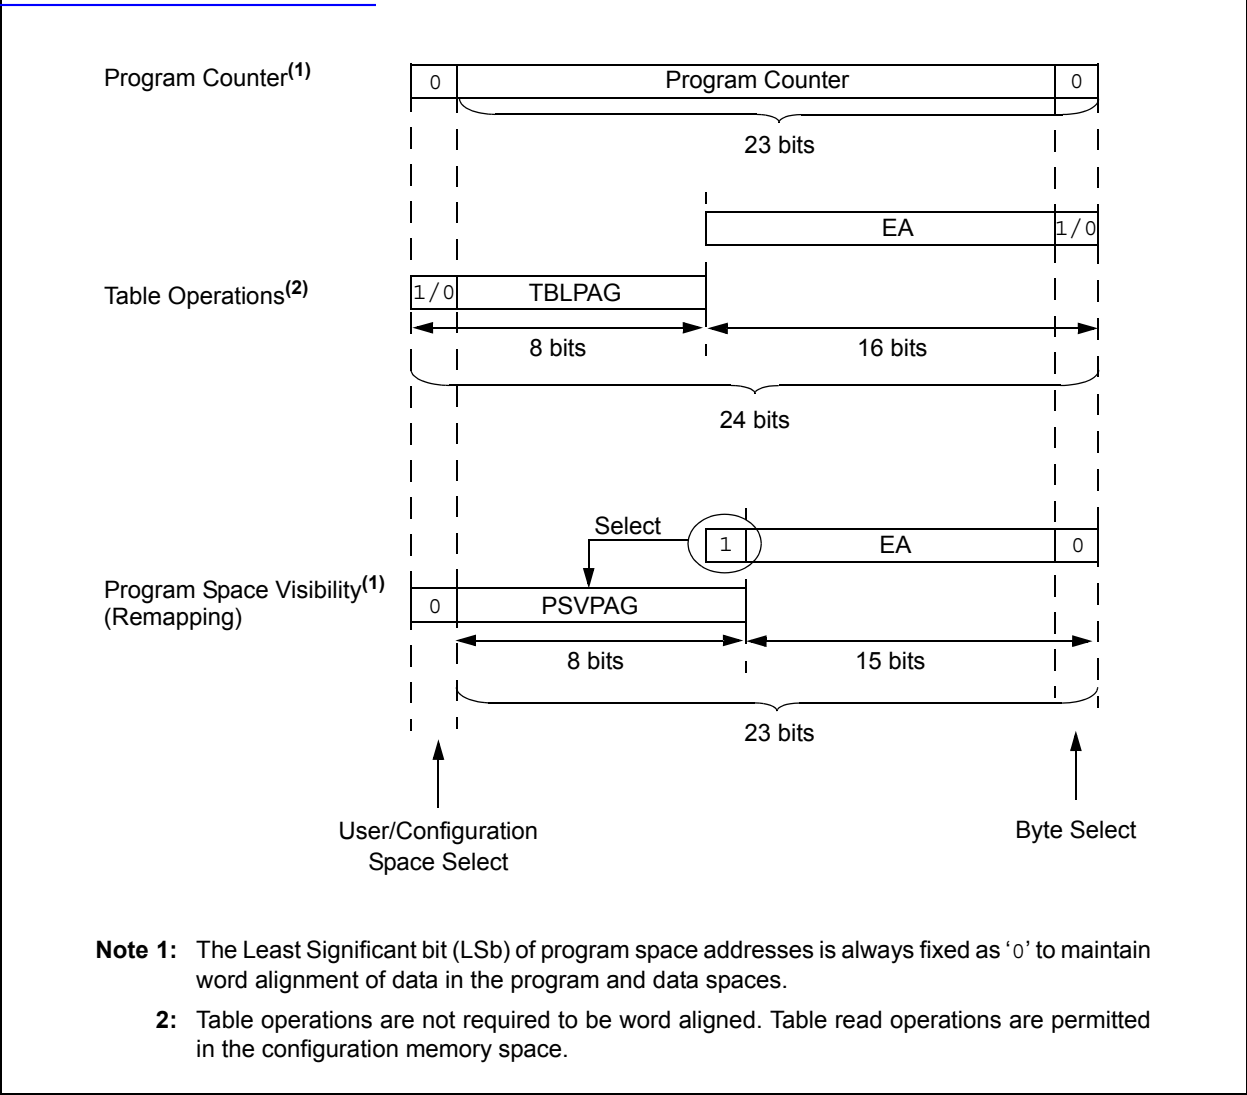 Program Counter(1)
0
Program Counter
0
23 bits
EA
1/0
Table Operations(2)
1/0
TBLPAG
8 bits
16 bits
24 bits
Select
1
EA
0
Program Space Visibility(1)
(Remapping)
0
PSVPAG
8 bits
15 bits
23 bits
User/Configuration
Space Select
Byte Select
Note 1: The Least Significant bit (LSb) of program space addresses is always fixed as ‘0’ to maintain
word alignment of data in the program and data spaces.
2: Table operations are not required to be word aligned. Table read operations are permitted
in the configuration memory space.